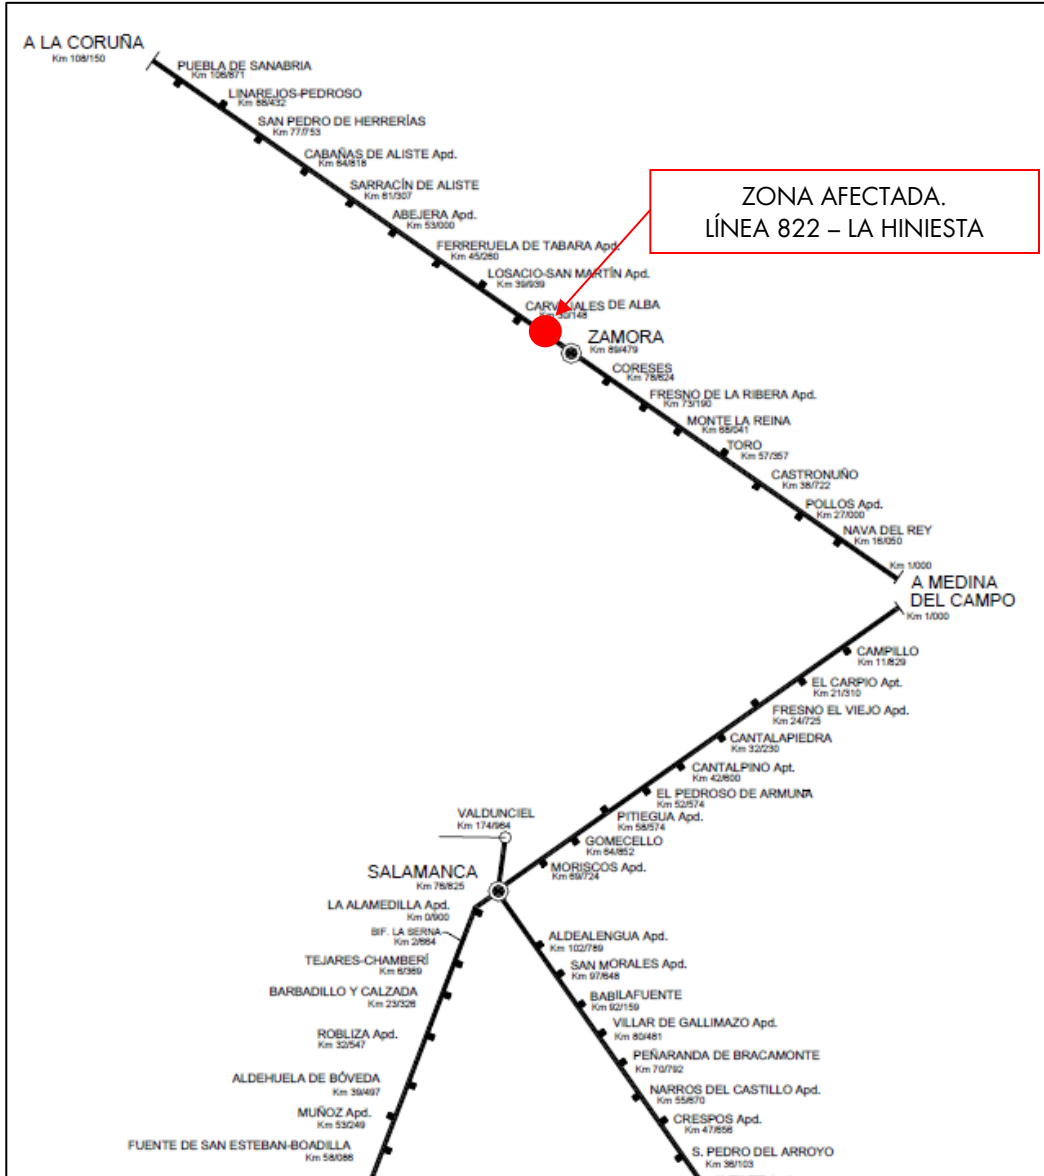 A LA CORUÑA
Km 108/150
PUEBLA DE SANABRIA
Km 106/871
LINAREJOS-PEDROSO
Km 88/432
SAN PEDRO DE HERRERÍAS
Km 77/753
CABAÑAS DE ALISTE Apd.
Km 64/818
SARRACÍN DE ALISTE
Km 61/307
ABEJERA Apd.
Km 53/000
FERRERUELA DE TABARA Apd.
Km 45/280
LOSACIO-SAN MARTÍN Apd.
Km 39/939
CARVAJALES DE ALBA
Km 30/148
ZONA AFECTADA.
LÍNEA 822 – LA HINIESTA
ZAMORA
Km 89/479
CORESES
Km 78/624
FRESNO DE LA RIBERA Apd.
Km 73/190
MONTE LA REINA
Km 68/041
TORO
Km 57/357
CASTRONUÑO
Km 38/722
POLLOS Apd.
Km 27/000
NAVA DEL REY
Km 16/050
Km 1/000
A MEDINA
DEL CAMPO
Km 1/000
CAMPILLO
Km 11/829
EL CARPIO Apt.
Km 21/310
FRESNO EL VIEJO Apd.
Km 24/725
CANTALAPIEDRA
Km 32/230
CANTALPINO Apt.
Km 42/600
EL PEDROSO DE ARMUNA
Km 52/574
PITIEGUA Apd.
Km 58/574
GOMECELLO
Km 64/852
MORISCOS Apd.
Km 69/724
VALDUNCIEL
Km 174/984
SALAMANCA
Km 76/825
LA ALAMEDILLA Apd.
Km 0/900
BIF. LA SERNA
Km 2/664
TEJARES-CHAMBERÍ
Km 6/369
BARBADILLO Y CALZADA
Km 23/326
ROBLIZA Apd.
Km 32/547
ALDEHUELA DE BÓVEDA
Km 39/497
MUÑOZ Apd.
Km 53/249
FUENTE DE SAN ESTEBAN-BOADILLA
Km 58/086
ALDEALENGUA Apd.
Km 102/789
SAN MORALES Apd.
Km 97/648
BABILAFUENTE
Km 92/159
VILLAR DE GALLIMAZO Apd.
Km 80/481
PEÑARANDA DE BRACAMONTE
Km 70/792
NARROS DEL CASTILLO Apd.
Km 55/670
CRESPOS Apd.
Km 47/656
S. PEDRO DEL ARROYO
Km 36/103